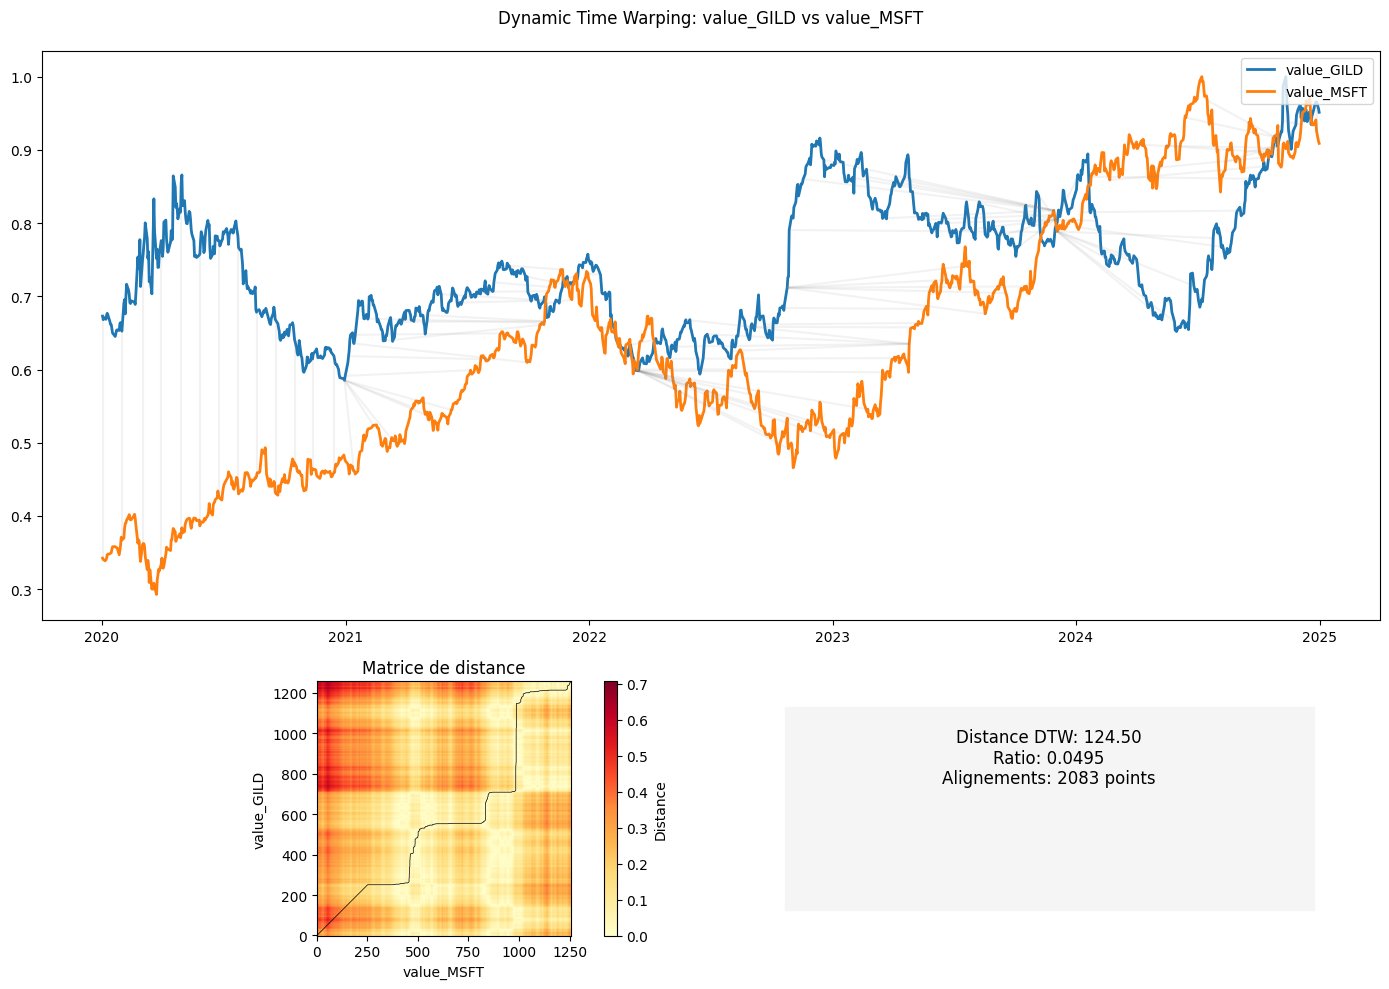 Dynamic Time Warping: value_GILD vs value_MSFT
value_GILD
value_MSFT
1.0
0.9
0.8
0.7
0.6
0.5
0.4
0.3
2020 2021 2022 2023 2024 2025
Matrice de distance
value_GILD
1200
1000
800
600
400
200
0
0 250 500 750 1000 1250
value_MSFT
0.7
0.6
0.5
0.4
0.3
0.2
0.1
0.0
Distance
Distance DTW: 124.50
Ratio: 0.0495
Alignements: 2083 points